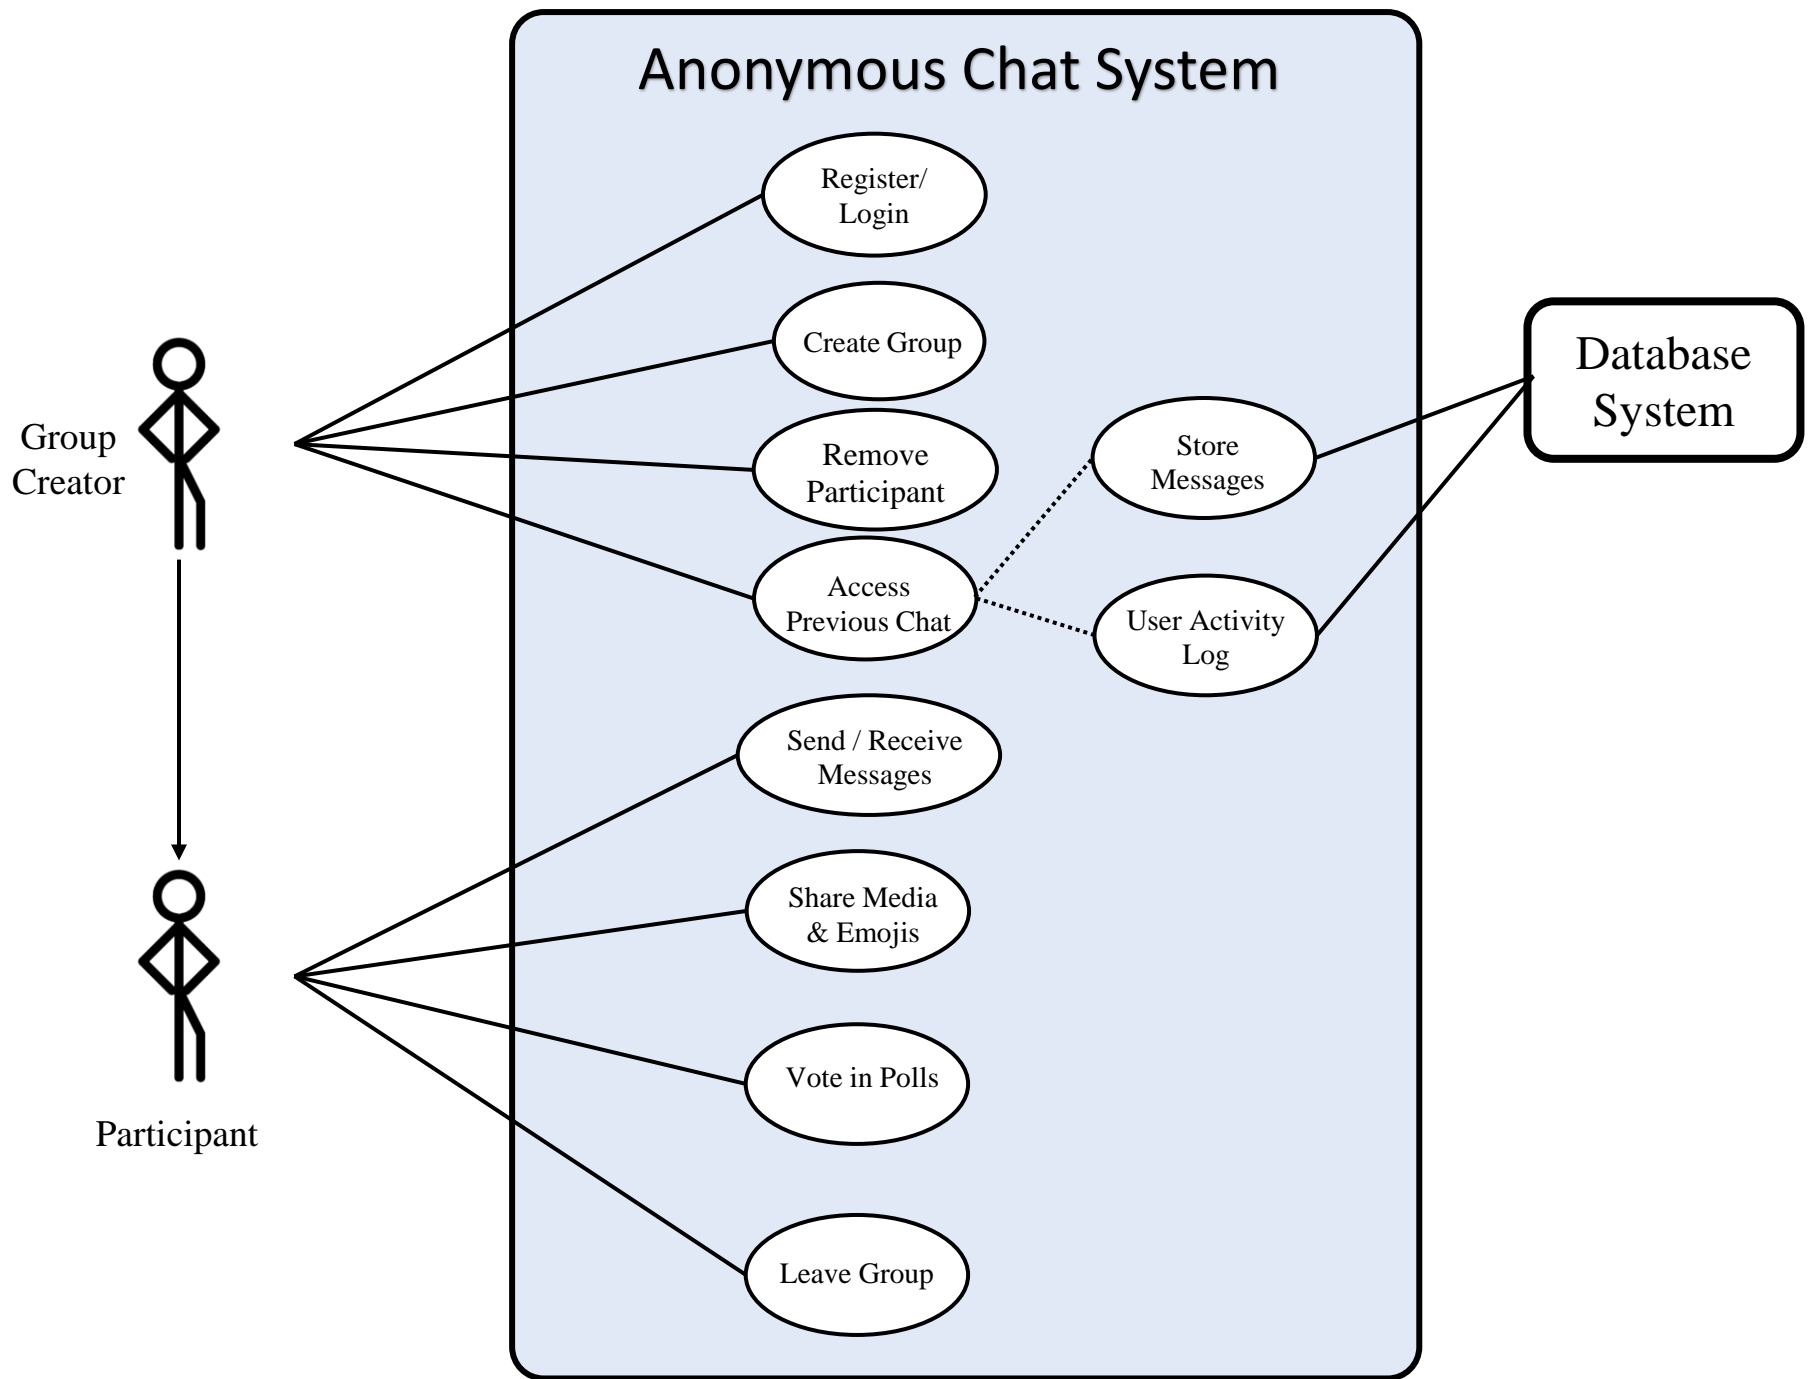 Anonymous Chat System
Register/
Login
Create Group
Remove
Participant
Access
Previous Chat
Store
Messages
User Activity
Log
Database
System
Group
Creator
Send / Receive
Messages
Share Media
& Emojis
Vote in Polls
Participant
Leave Group